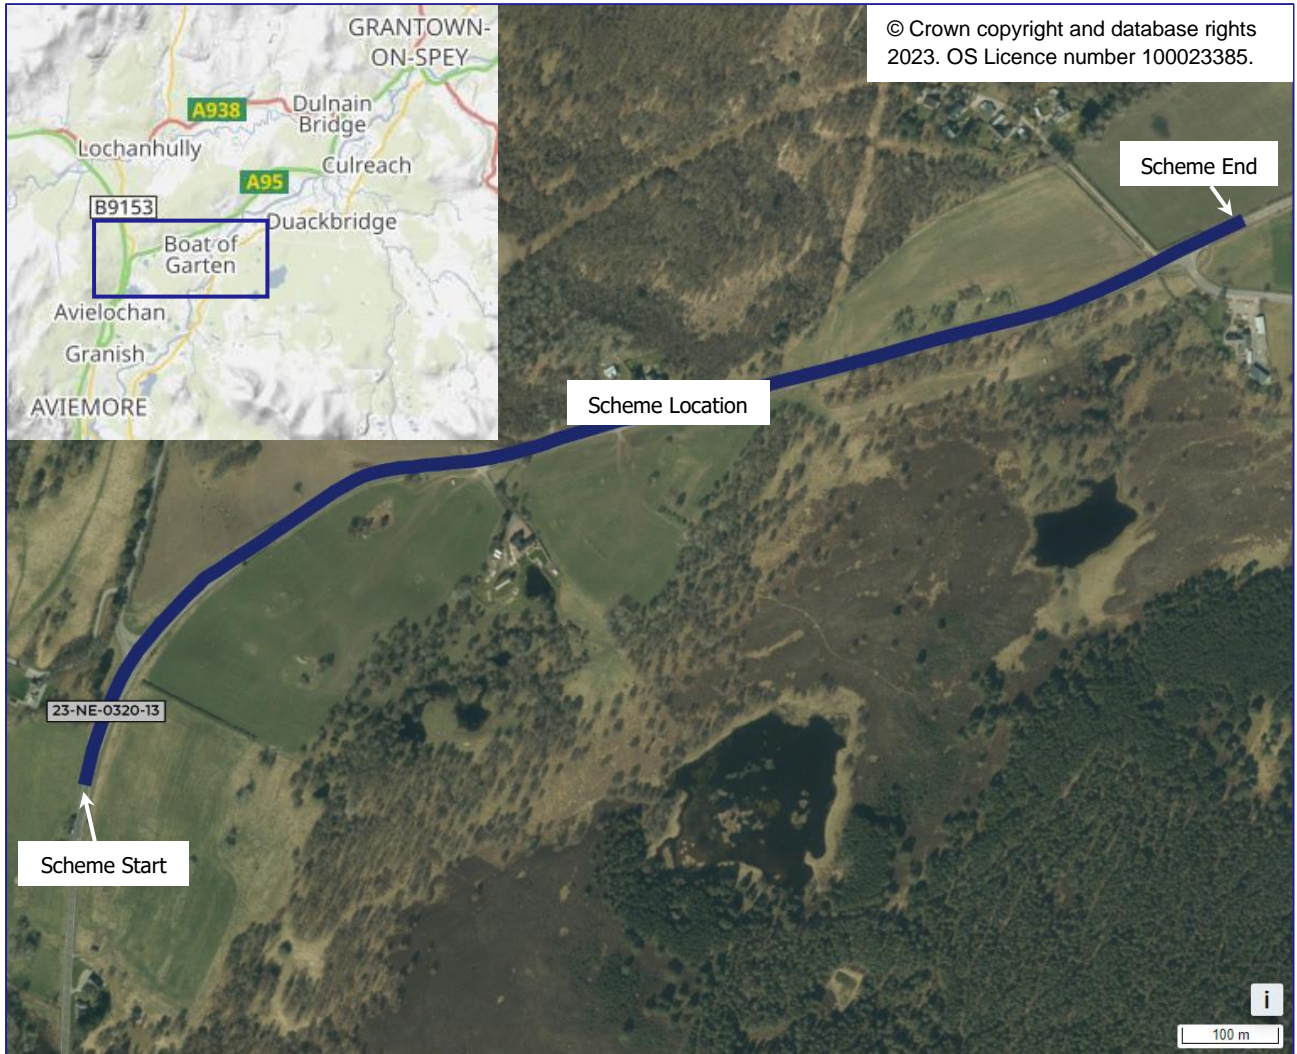 GRANTOWN-
ON-SPEY
A938
Dulnain
Bridge
Lochanhully
Culreach
A95
B9153
Duackbridge
Boat of
Garten
Avielochan
Granish
AVIEMORE
© Crown copyright and database rights
2023. OS Licence number 100023385.
Scheme End
Scheme Location
23-NE-0320-13
Scheme Start
i
100 m